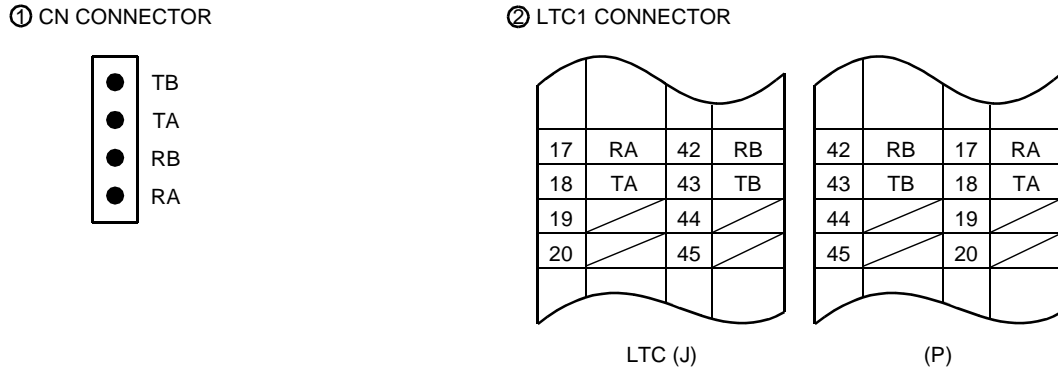 ① CN CONNECTOR
TB
TA
RB
RA
② LTC1 CONNECTOR
17 RA 42 RB
18 TA 43 TB
19 44
20 45
LTC (J)
42 RB 17 RA
43 TB 18 TA
44 19
45 20
(P)